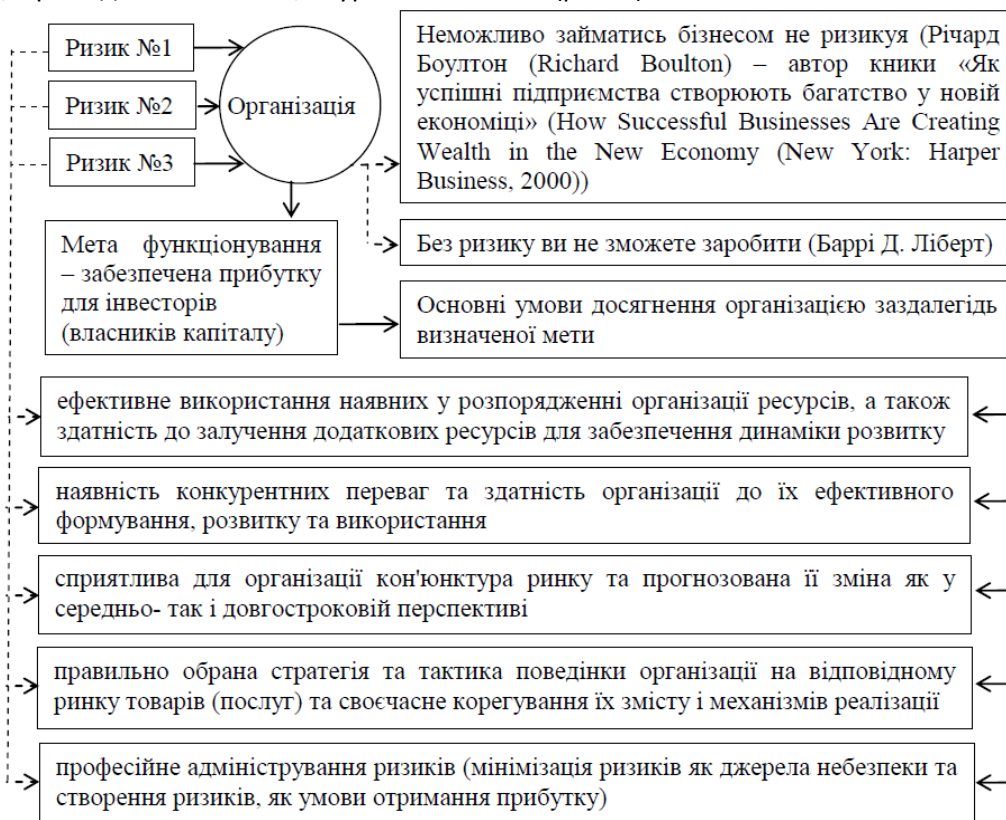 Ризик №1
Ризик №2
Ризик №3
Організація
Неможливо займатись бізнесом не ризикуя (Річард
Боултон (Richard Boulton) – автор кники «Як
успішні підприємства створюють багатство у новій
економіці» (How Successful Businesses Are Creating
Wealth in the New Economy (New York: Harper
Business, 2000))
Без ризику ви не зможете заробити (Баррі Д. Ліберт)
Мета функціонування
– забезпечена прибутку
для інвесторів
(власників капіталу)
Основні умови досягнення організацією заздалегідь
визначеної мети
ефективне використання наявних у розпорядженні організації ресурсів, а також
здатність до залучення додаткових ресурсів для забезпечення динаміки розвитку
наявність конкурентних переваг та здатність організації до їх ефективного
формування, розвитку та використання
сприятлива для організації кон'юнктура ринку та прогнозована її зміна як у
середньо- так і довгостроковій перспективі
правильно обрана стратегія та тактика поведінки організації на відповідному
ринку товарів (послуг) та своєчасне корегування їх змісту і механізмів реалізації
професійне адміністрування ризиків (мінімізація ризиків як джерела небезпеки та
створення ризиків, як умови отримання прибутку)